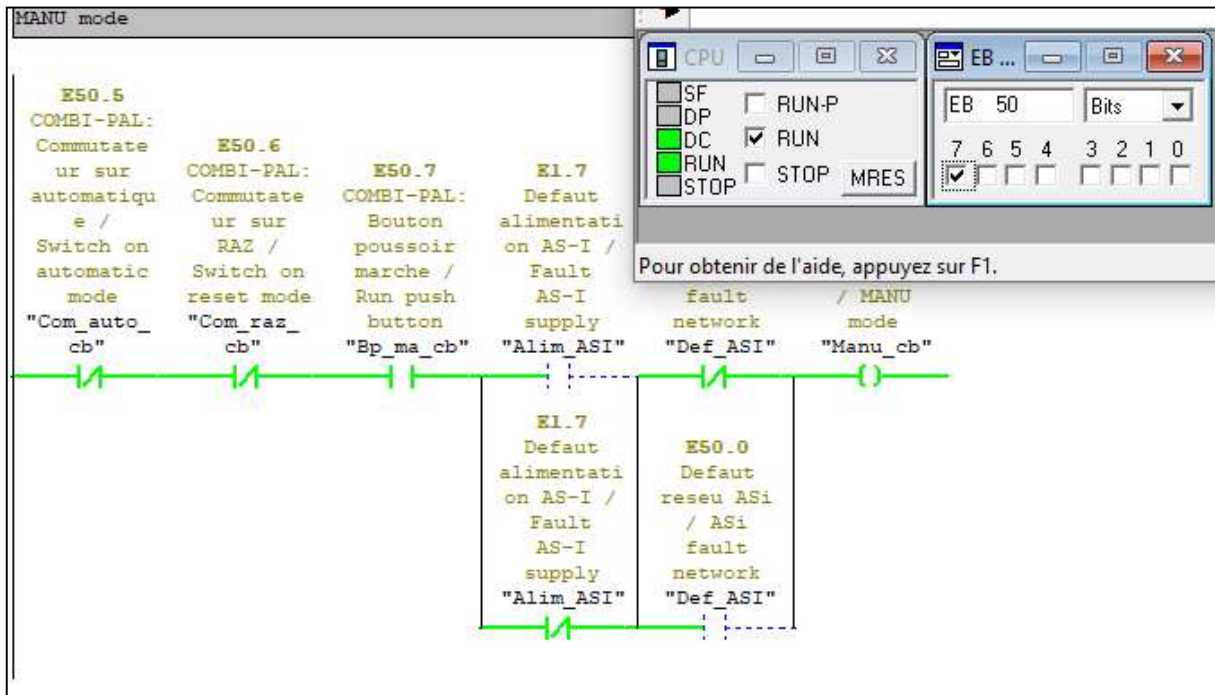 MANU mode
CPU
SF
DP
DC
RUN
STOP
RUN-P
RUN
STOP
MRES
EB ...
EB 50
Bits
7 6 5 4 3 2 1 0
Pour obtenir de l'aide, appuyez sur F1.
E50.5
COMBI-PAL:
Commutate
ur sur
automatiqu
e /
Switch on
automatic
mode
"Com_auto_
cb"
E50.6
COMBI-PAL:
Commutate
ur sur
RAZ /
Switch on
reset mode
"Com_raz_
cb"
E50.7
COMBI-PAL:
Bouton
poussoir
marche /
Run push
button
"Bp_ma_cb"
E1.7
Defaut
alimentati
on AS-I /
Fault
AS-I
supply
"Alim_ASI"
fault
network
"Def_ASI"
/ MANU
mode
"Manu_cb"
E1.7
Defaut
alimentati
on AS-I /
Fault
AS-I
supply
"Alim_ASI"
E50.0
Defaut
reseu ASi
/ ASi
fault
network
"Def_ASI"